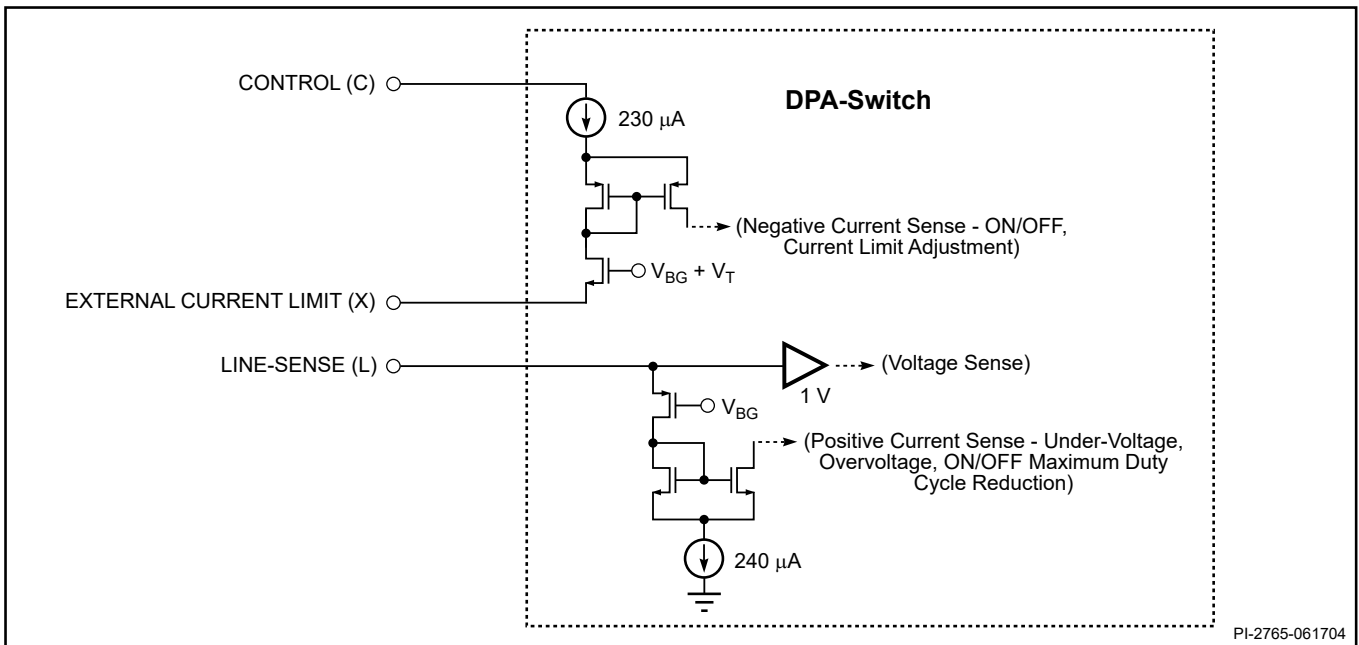 CONTROL (C)
DPA-Switch
230 μA
(Negative Current Sense - ON/OFF,
Current Limit Adjustment)
V_BG + V_T
EXTERNAL CURRENT LIMIT (X)
LINE-SENSE (L)
(Voltage Sense)
1 V
V_BG
(Positive Current Sense - Under-Voltage,
Overvoltage, ON/OFF Maximum Duty
Cycle Reduction)
240 μA
PI-2765-061704